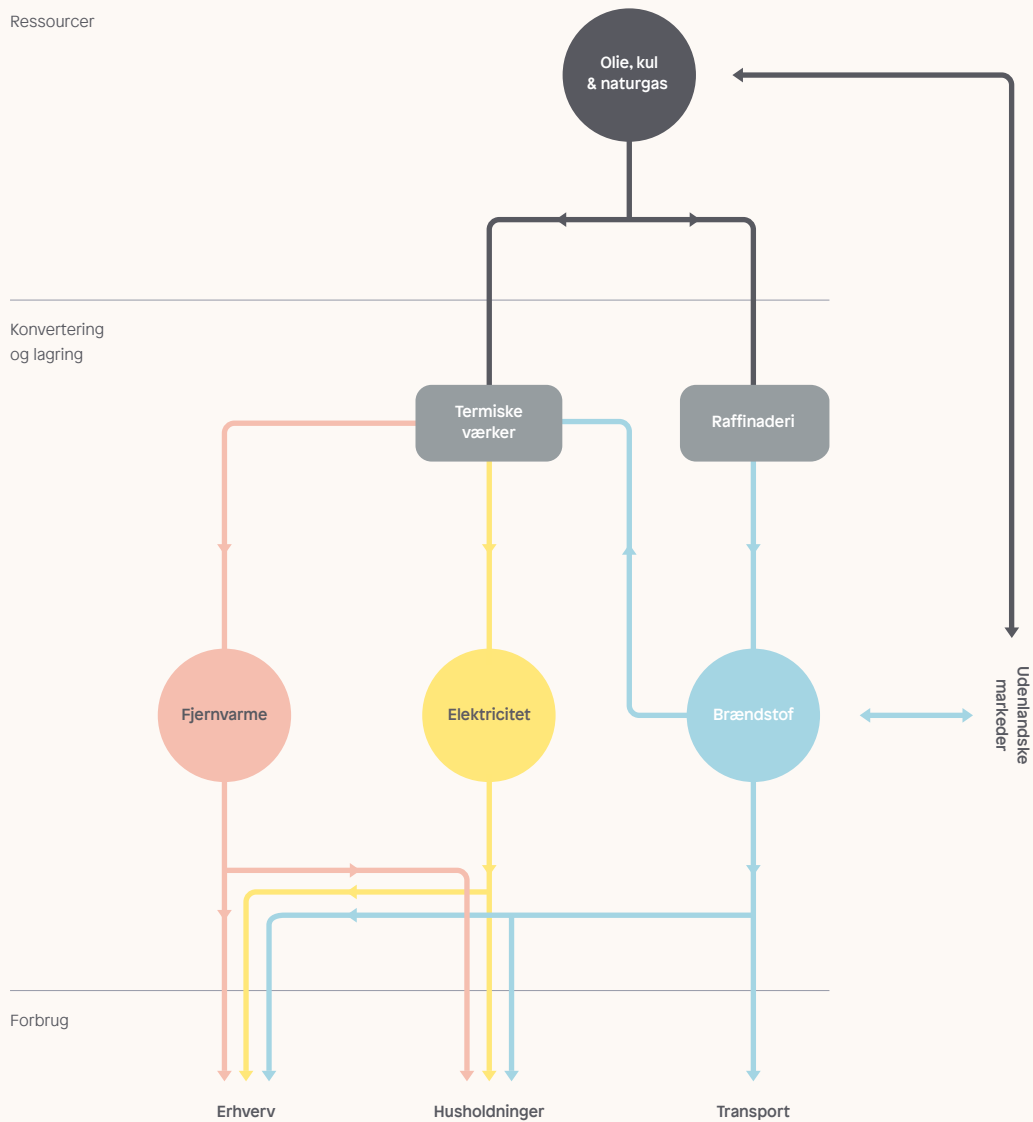 Ressourcer
Olie, kul
& naturgas
Konvertering
og lagring
Termiske
værker
Raffinaderi
Fjernvarme
Elektricitet
Brændstof
Udenlandske
markeder
Forbrug
Erhverv
Husholdninger
Transport